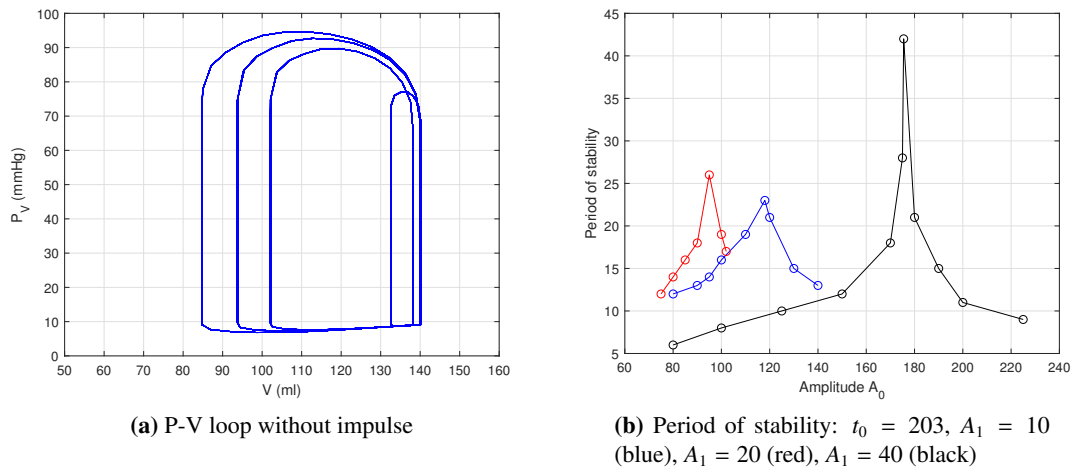 100
90
80
70
60
50
40
30
20
10
0
P_V (mmHg)
50 60 70 80 90 100 110 120 130 140 150 160
V (ml)
(a) P-V loop without impulse
45
40
35
30
25
20
15
10
5
Period of stability
60 80 100 120 140 160 180 200 220 240
Amplitude A_0
(b) Period of stability: t_0 = 203, A_1 = 10
(blue), A_1 = 20 (red), A_1 = 40 (black)